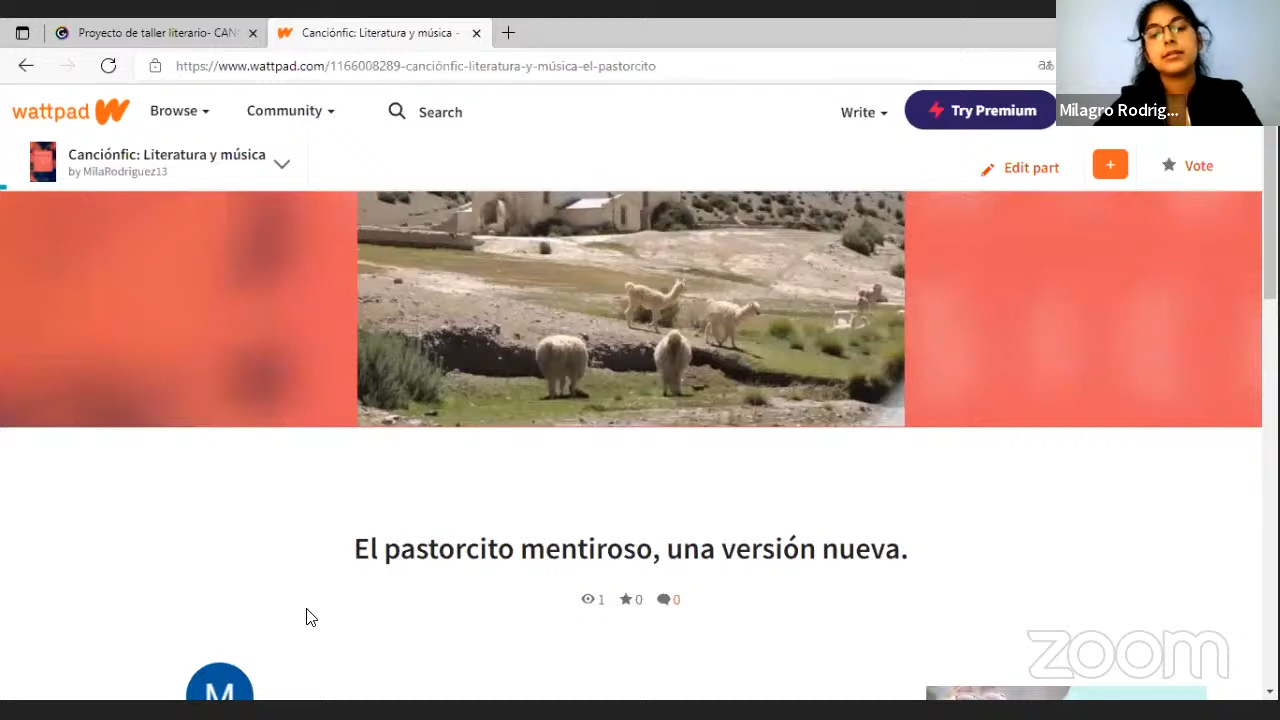 Proyecto de taller literario- CAN
Canciónfic: Literatura y música -
https://www.wattpad.com/1166008289-canciónfic-literatura-y-música-el-pastorcito
aあ
wattpad
Browse
Community
Search
Write
Try Premium
Milagro Rodrig...
Canciónfic: Literatura y música
by MilaRodriguez13
Edit part
+
Vote
El pastorcito mentiroso, una versión nueva.
1
0
0
zoom
M